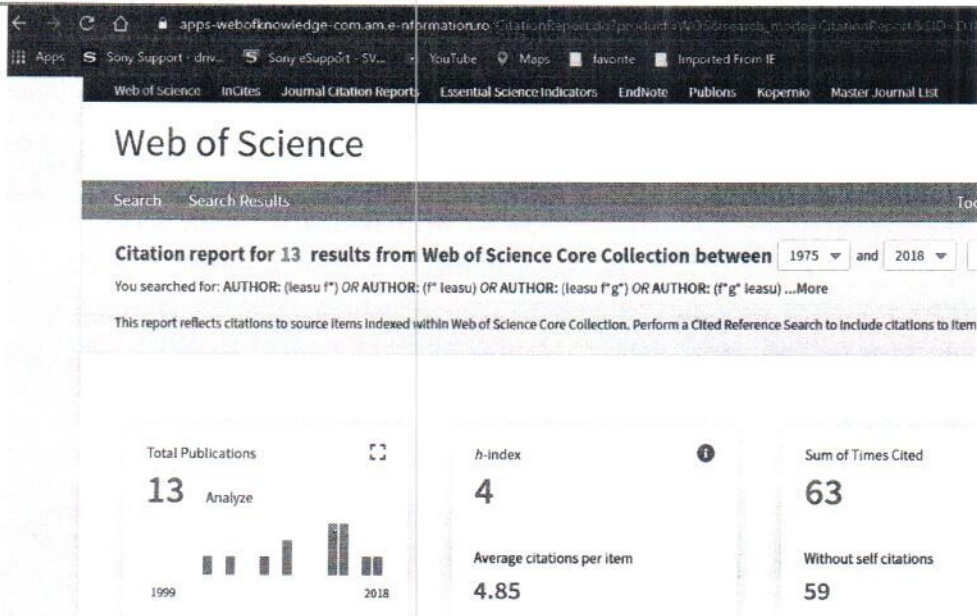 apps-webofknowledge-com.am.e-nformation.ro
Apps Sony Support - driv... Sony eSupport - SV... YouTube Maps favorite Imported From IE
Web of Science InCites Journal Citation Reports Essential Science Indicators EndNote Publons Kopernio Master Journal List
Web of Science
Search Search Results Too
Citation report for 13 results from Web of Science Core Collection between 1975 and 2018
You searched for: AUTHOR: (leasu f*) OR AUTHOR: (f* leasu) OR AUTHOR: (leasu f*g*) OR AUTHOR: (f*g* leasu) ...More
This report reflects citations to source items indexed within Web of Science Core Collection. Perform a Cited Reference Search to include citations to item
Total Publications
13 Analyze
1999 2018
h-index
4
Average citations per item
4.85
Sum of Times Cited
63
Without self citations
59